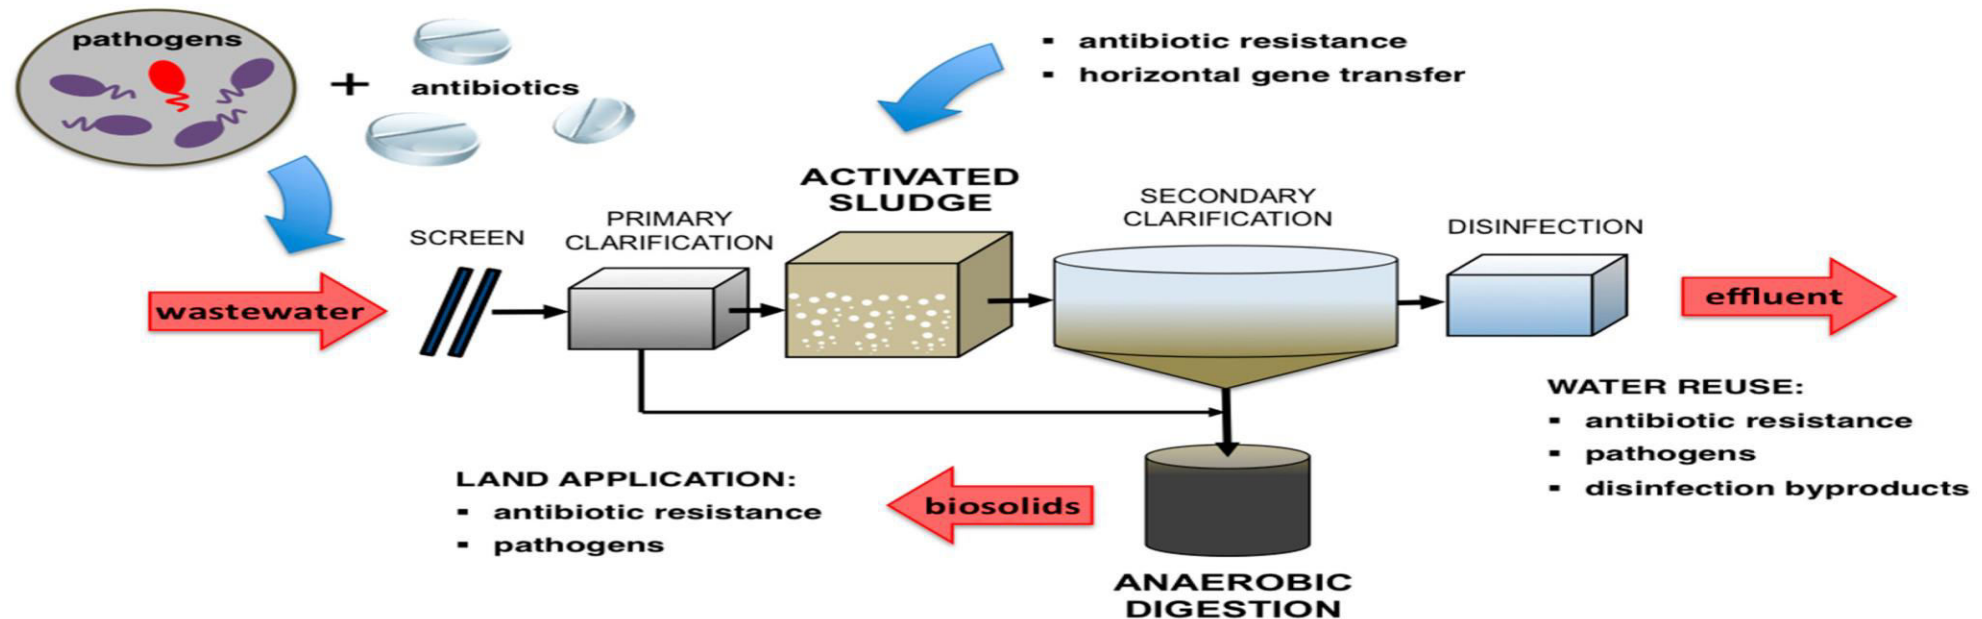 pathogens
+
antibiotics
▪ antibiotic resistance
▪ horizontal gene transfer
ACTIVATED
SLUDGE
SCREEN
PRIMARY
CLARIFICATION
SECONDARY
CLARIFICATION
DISINFECTION
wastewater
effluent
WATER REUSE:
▪ antibiotic resistance
▪ pathogens
▪ disinfection byproducts
LAND APPLICATION:
▪ antibiotic resistance
▪ pathogens
biosolids
ANAEROBIC
DIGESTION